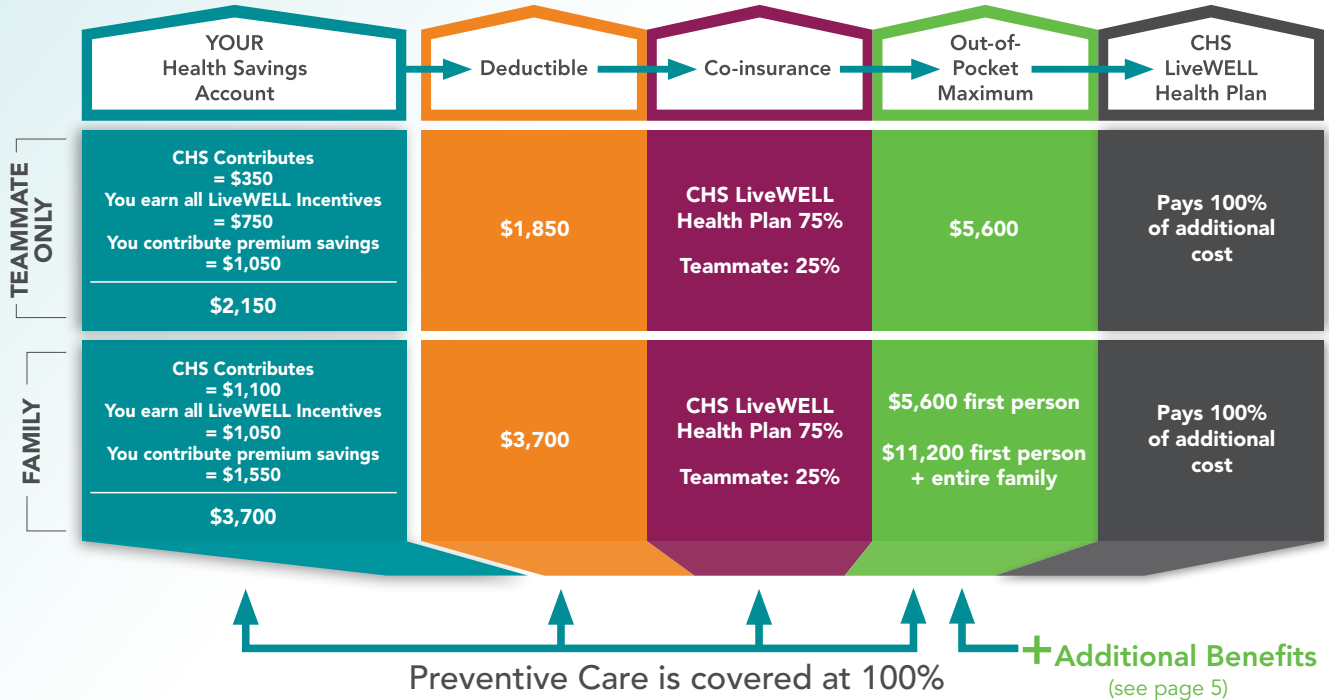 YOUR
Health Savings
Account
Deductible
Co-insurance
Out-of-
Pocket
Maximum
CHS
LiveWELL
Health Plan
TEAMMATE
ONLY
CHS Contributes
= $350
You earn all LiveWELL Incentives
= $750
You contribute premium savings
= $1,050
$2,150
$1,850
CHS LiveWELL
Health Plan 75%
Teammate: 25%
$5,600
Pays 100%
of additional
cost
FAMILY
CHS Contributes
= $1,100
You earn all LiveWELL Incentives
= $1,050
You contribute premium savings
= $1,550
$3,700
$3,700
CHS LiveWELL
Health Plan 75%
Teammate: 25%
$5,600 first person
$11,200 first person
+ entire family
Pays 100%
of additional
cost
Preventive Care is covered at 100%
+Additional Benefits
(see page 5)